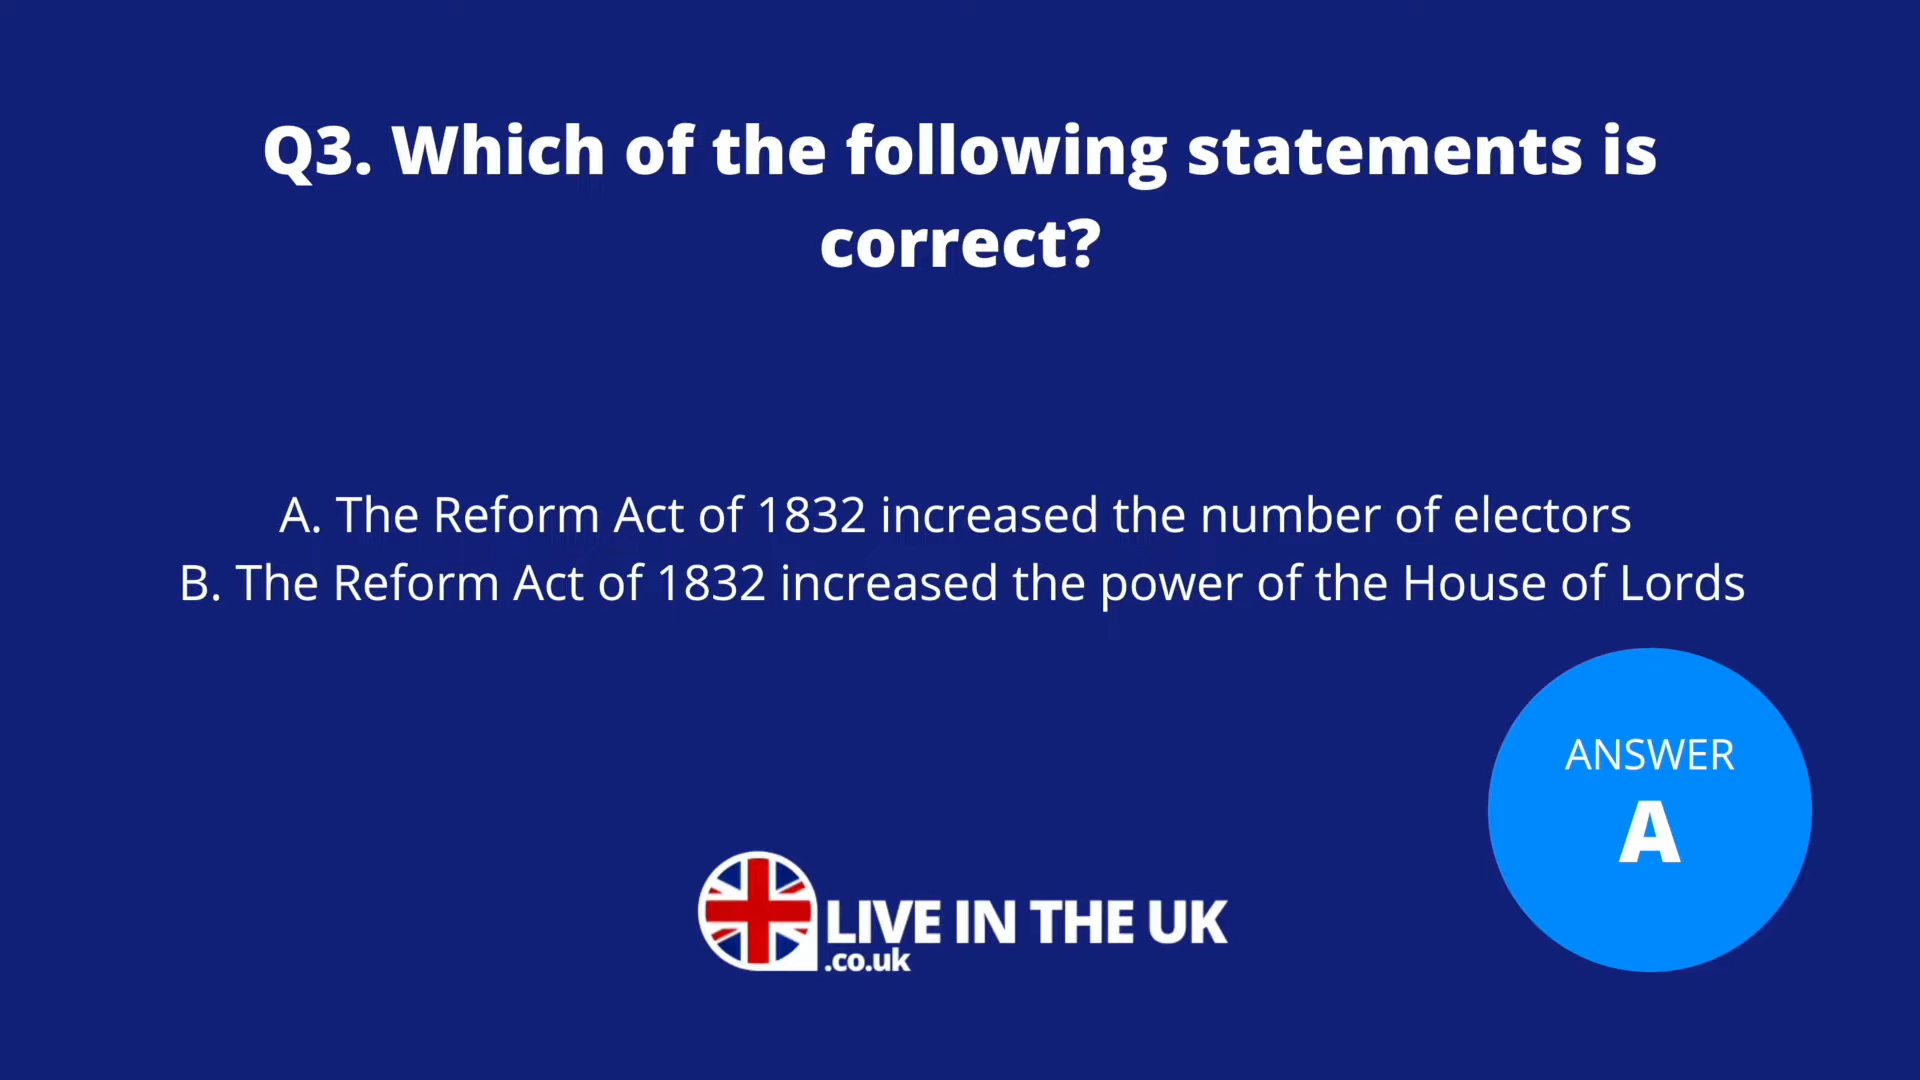 Q3. Which of the following statements is
correct?
A. The Reform Act of 1832 increased the number of electors
B. The Reform Act of 1832 increased the power of the House of Lords
ANSWER
A
LIVE IN THE UK
.co.uk